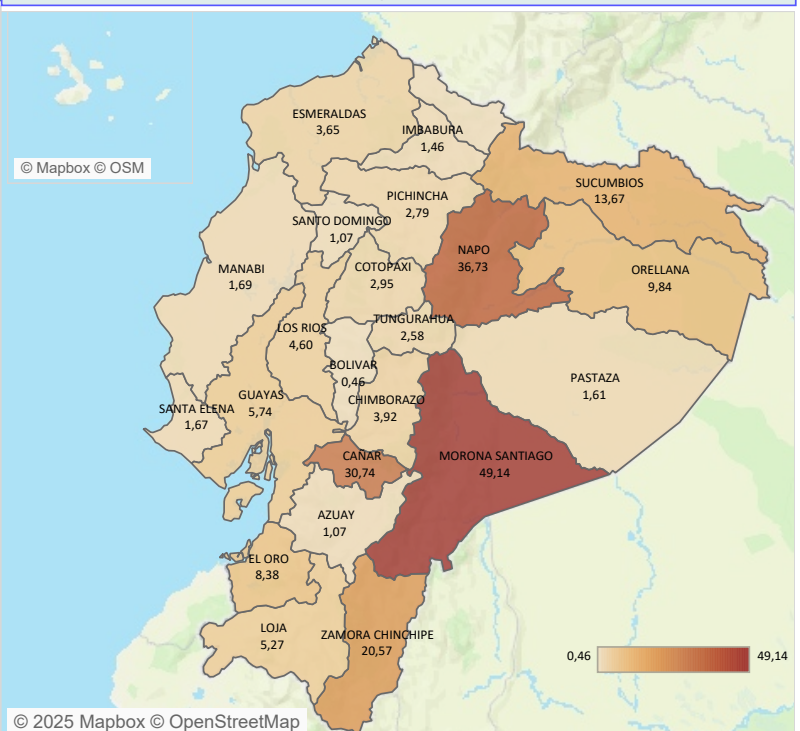 © Mapbox © OSM
ESMERALDAS
3,65
IMBABURA
1,46
SUCUMBIOS
13,67
PICHINCHA
2,79
SANTO DOMINGO
1,07
NAPO
36,73
COTOPAXI
2,95
MANABI
1,69
ORELLANA
9,84
TUNGURAHUA
2,58
LOS RIOS
4,60
BOLIVAR
0,46
PASTAZA
1,61
GUAYAS
5,74
CHIMBORAZO
3,92
SANTA ELENA
1,67
CAÑAR
30,74
MORONA SANTIAGO
49,14
AZUAY
1,07
EL ORO
8,38
LOJA
5,27
ZAMORA CHINCHIPE
20,57
0,46
49,14
© 2025 Mapbox © OpenStreetMap